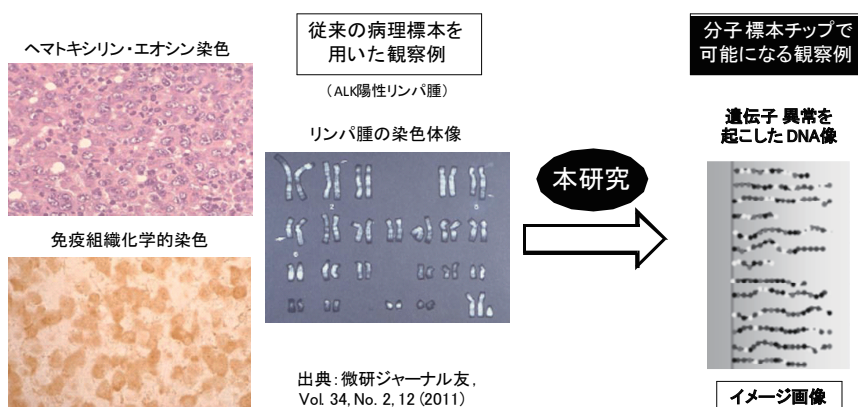 ヘマトキシリン・エオシン染色
免疫組織化学的染色
従来の病理標本を
用いた観察例
（ALK陽性リンパ腫）
リンパ腫の染色体像
2
出典：微研ジャーナル友，
Vol. 34, No. 2, 12 (2011)
本研究
分子標本チップで
可能になる観察例
遺伝子 異常を
起こした DNA像
イメージ画像